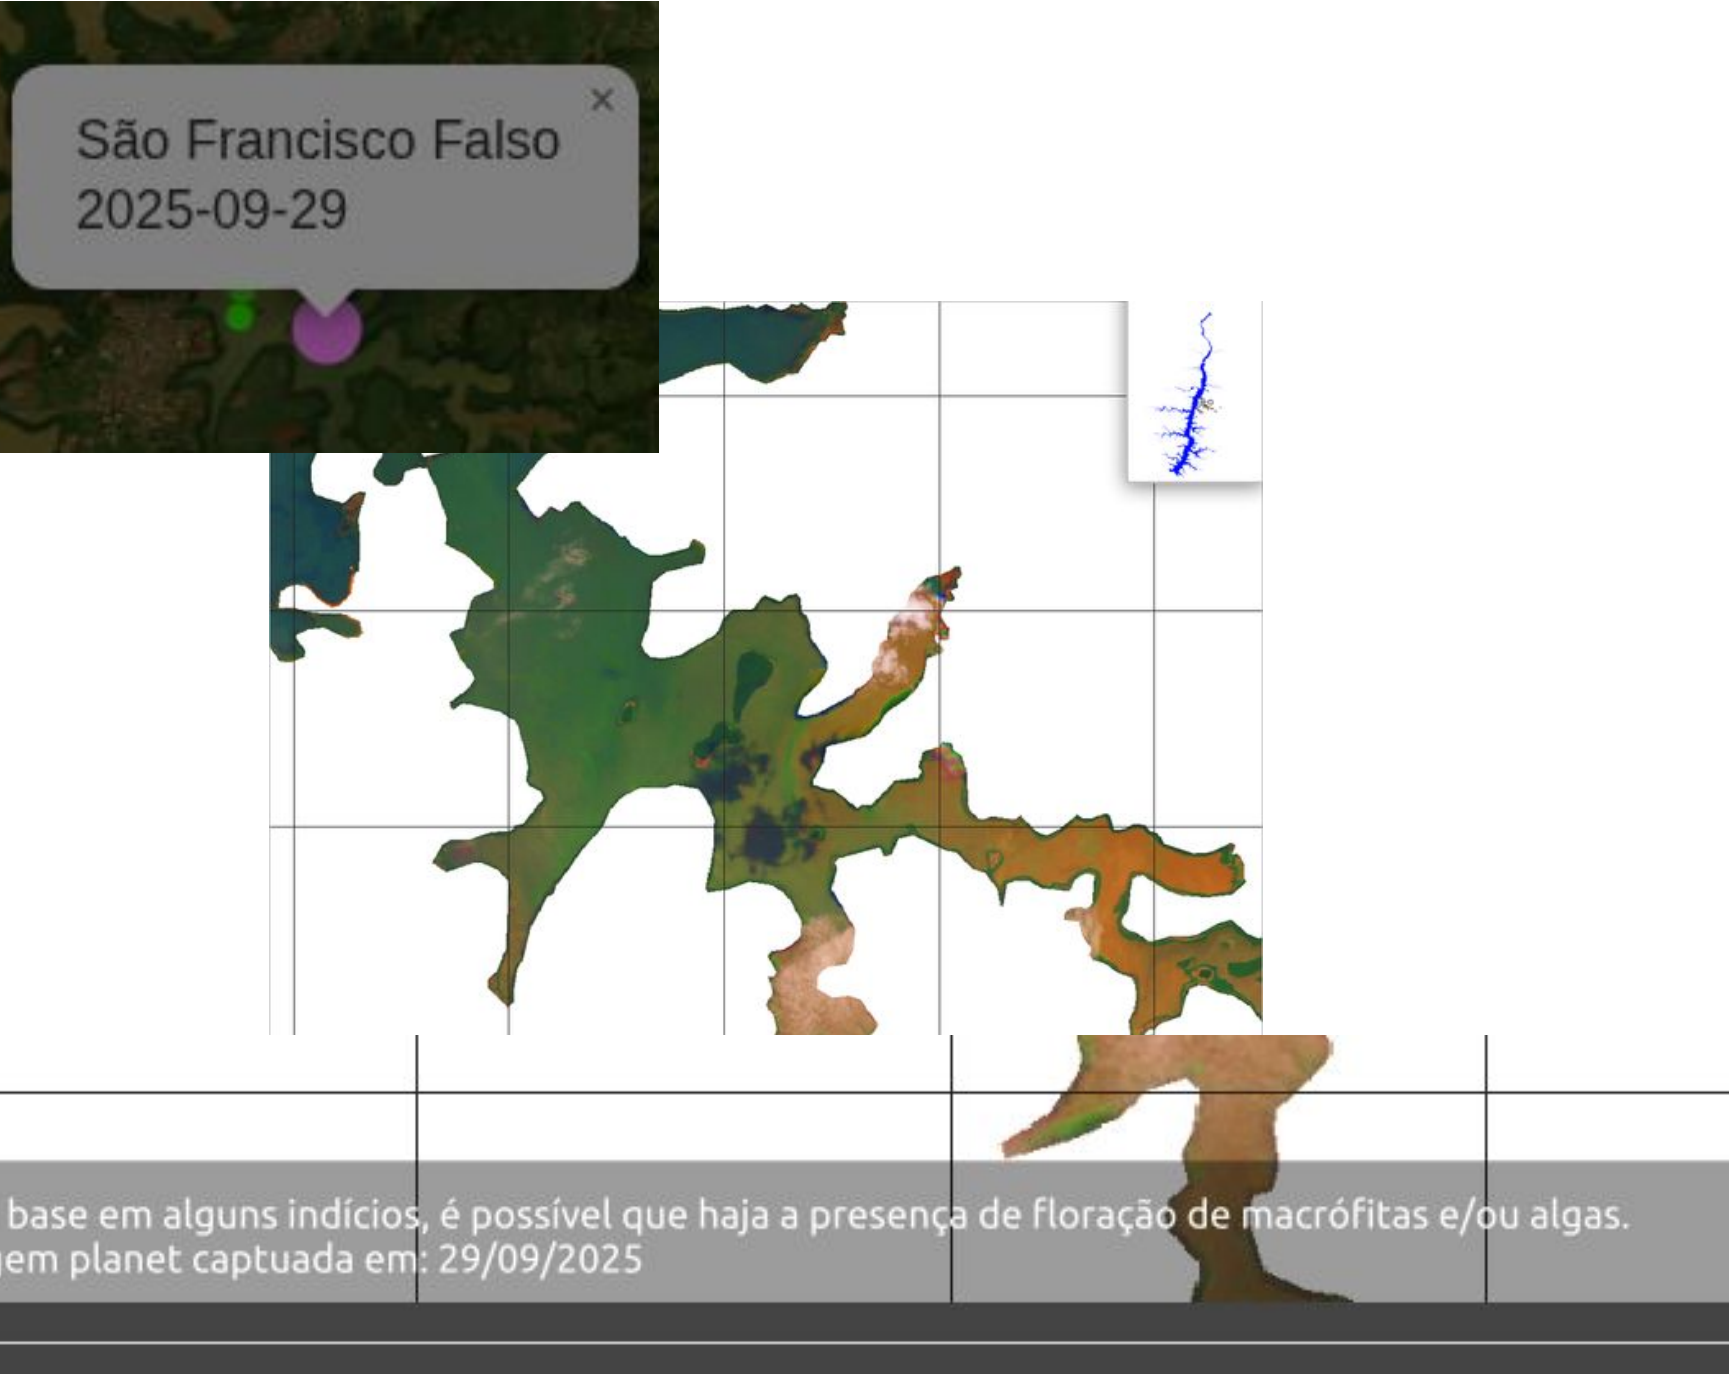 São Francisco Falso
2025-09-29
base em alguns indícios, é possível que haja a presença de floração de macrófitas e/ou algas.
em planet captuada em: 29/09/2025